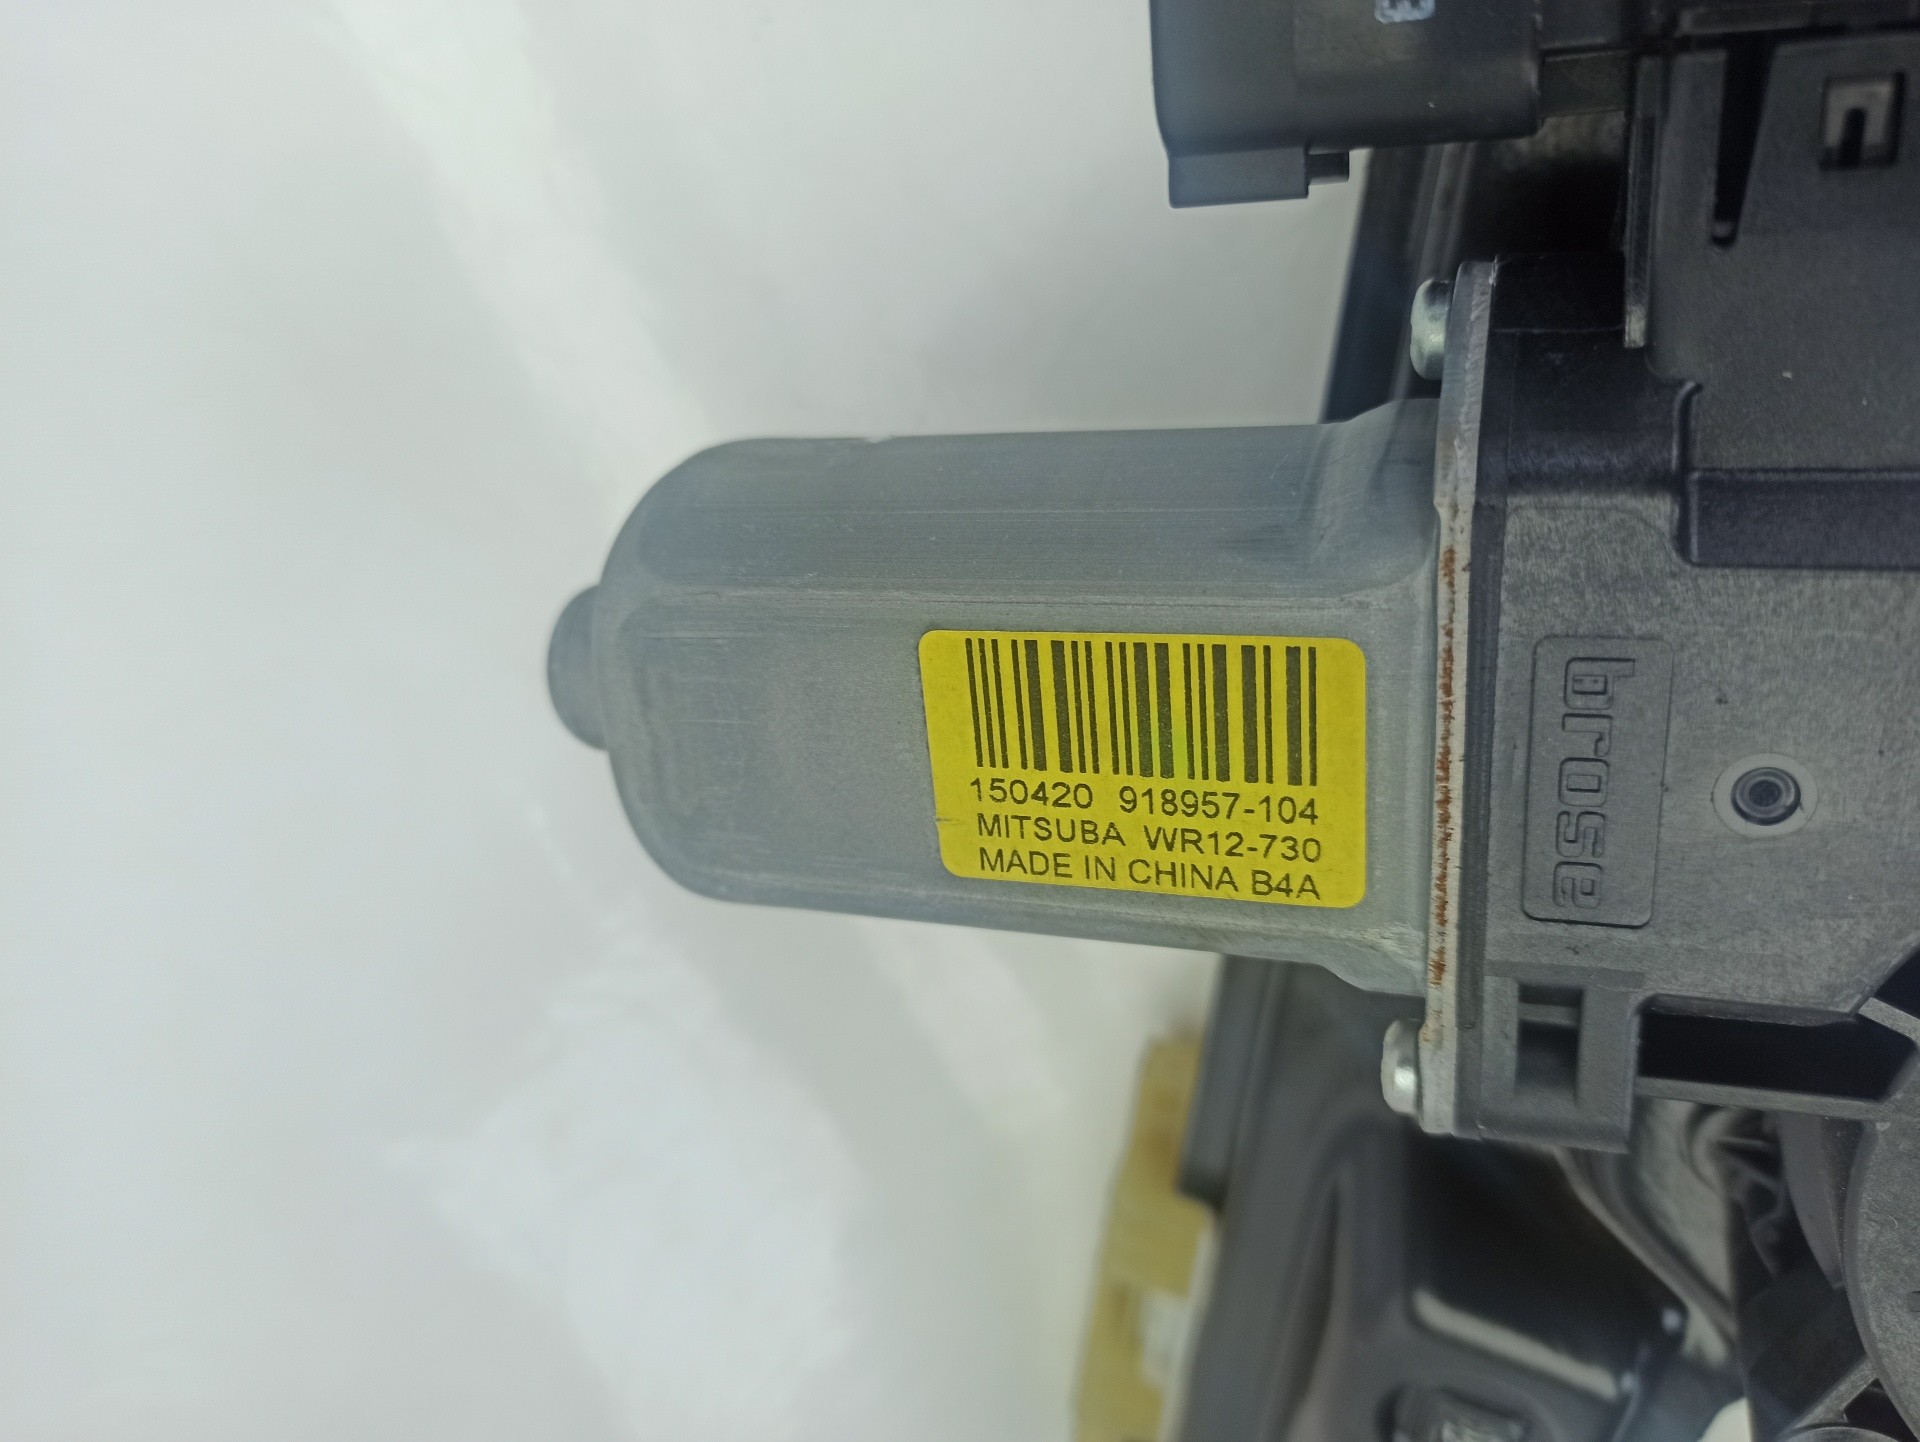 150420 918957-104
MITSUBA WR12-730
MADE IN CHINA B4A
brose